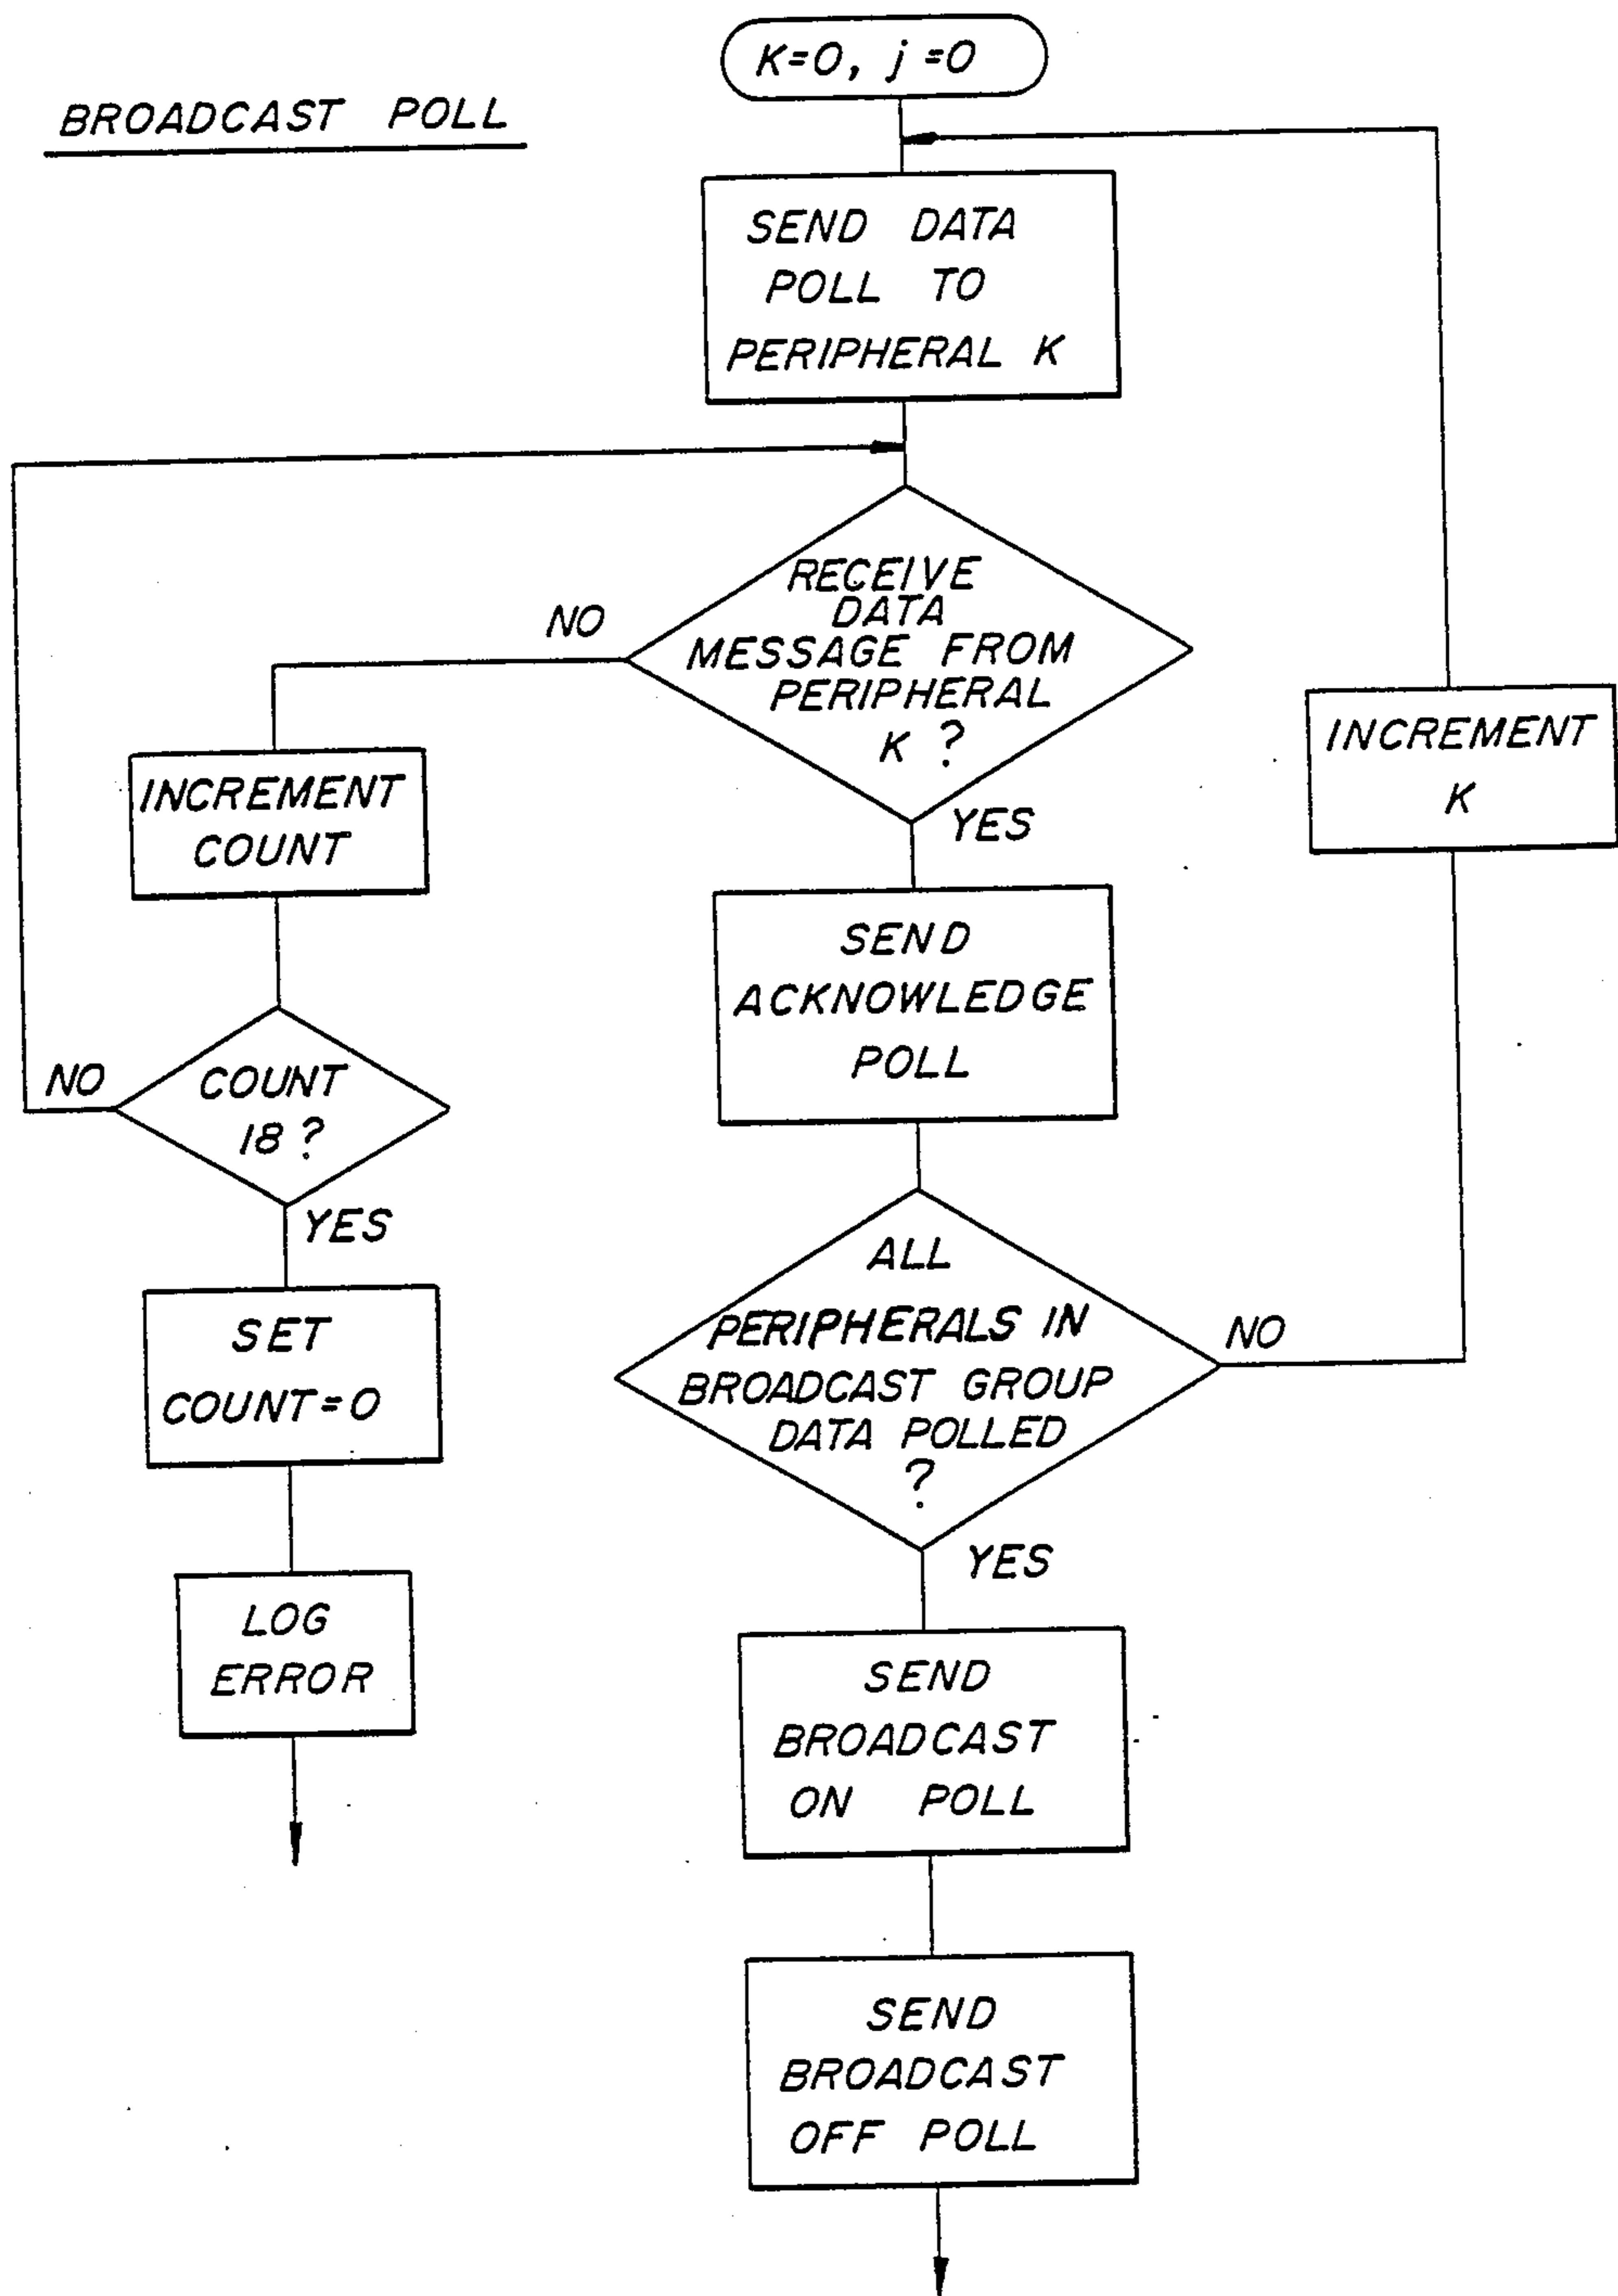 BROADCAST POLL
K=0, j=0
SEND DATA
POLL TO
PERIPHERAL K
RECEIVE
DATA
MESSAGE FROM
PERIPHERAL
K ?
NO
YES
INCREMENT
COUNT
INCREMENT
K
SEND
ACKNOWLEDGE
POLL
COUNT
18 ?
NO
YES
SET
COUNT=0
LOG
ERROR
ALL
PERIPHERALS IN
BROADCAST GROUP
DATA POLLED
?
NO
YES
SEND
BROADCAST
ON POLL
SEND
BROADCAST
OFF POLL